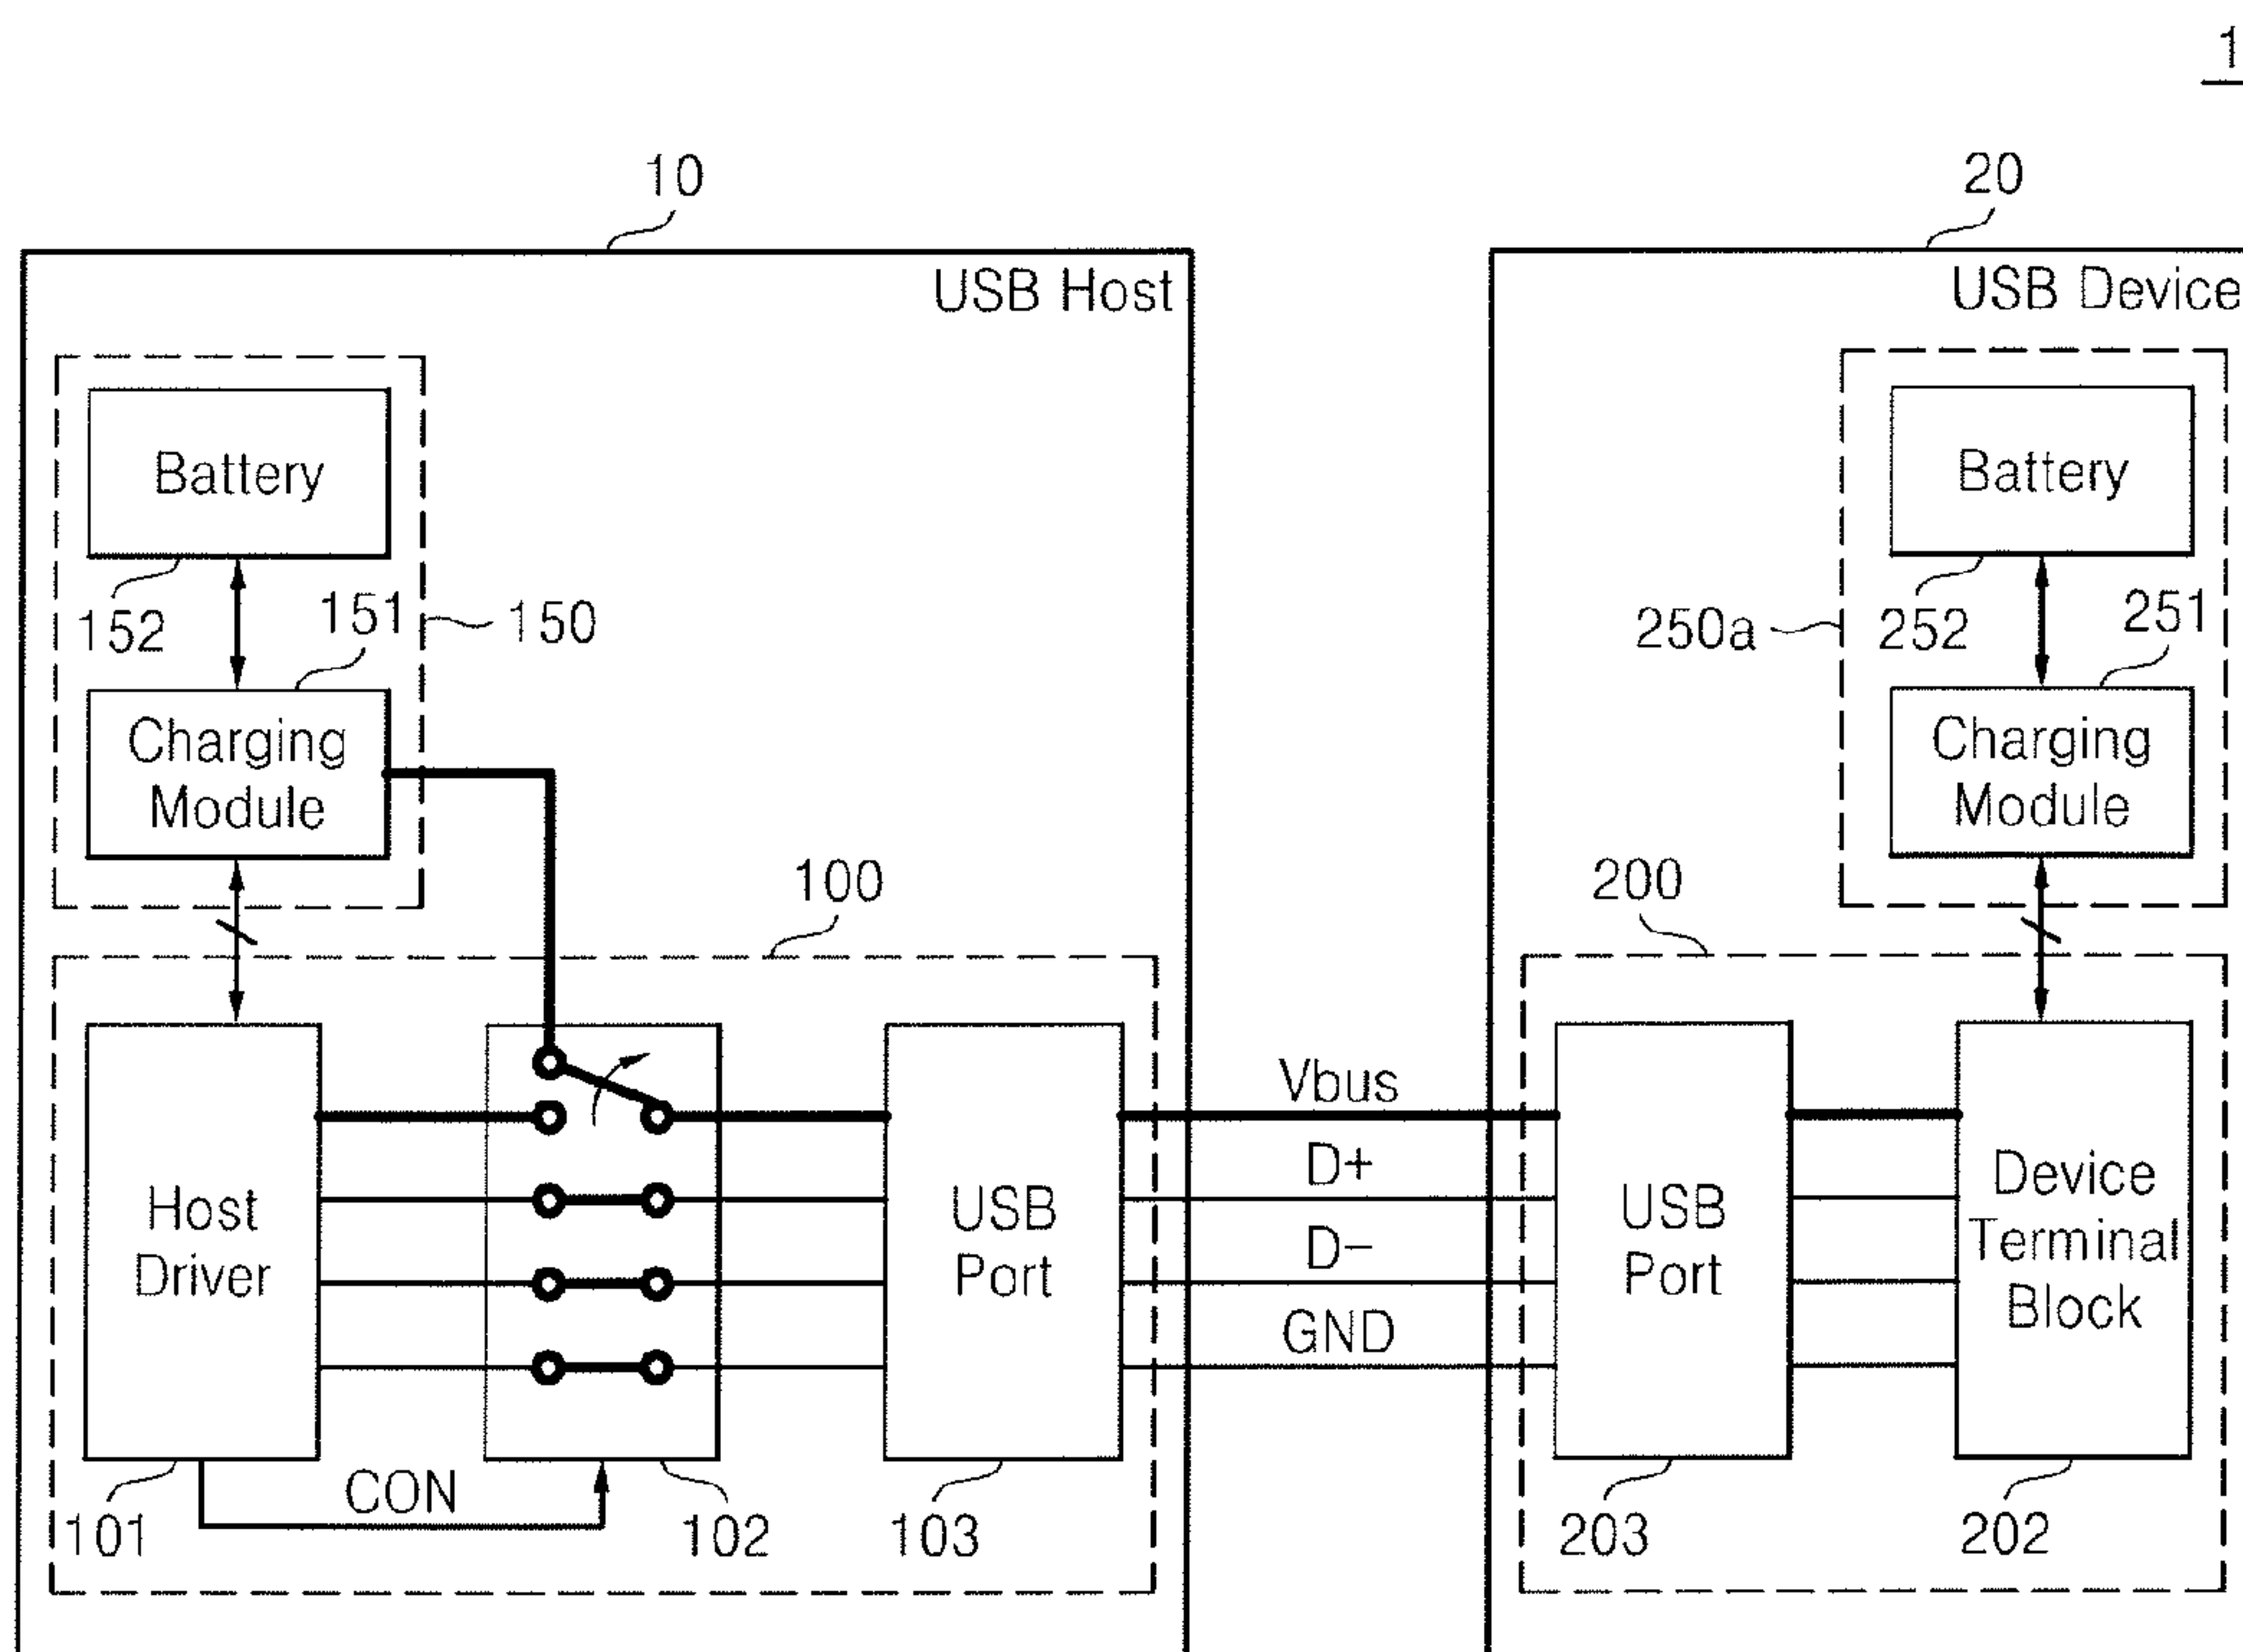 1
10
20
USB Host
USB Device
Battery
Battery
152
151
150
250a
252
251
Charging
Module
Charging
Module
100
200
Vbus
D+
D−
GND
Host
Driver
USB
Port
USB
Port
Device
Terminal
Block
CON
101
102
103
203
202